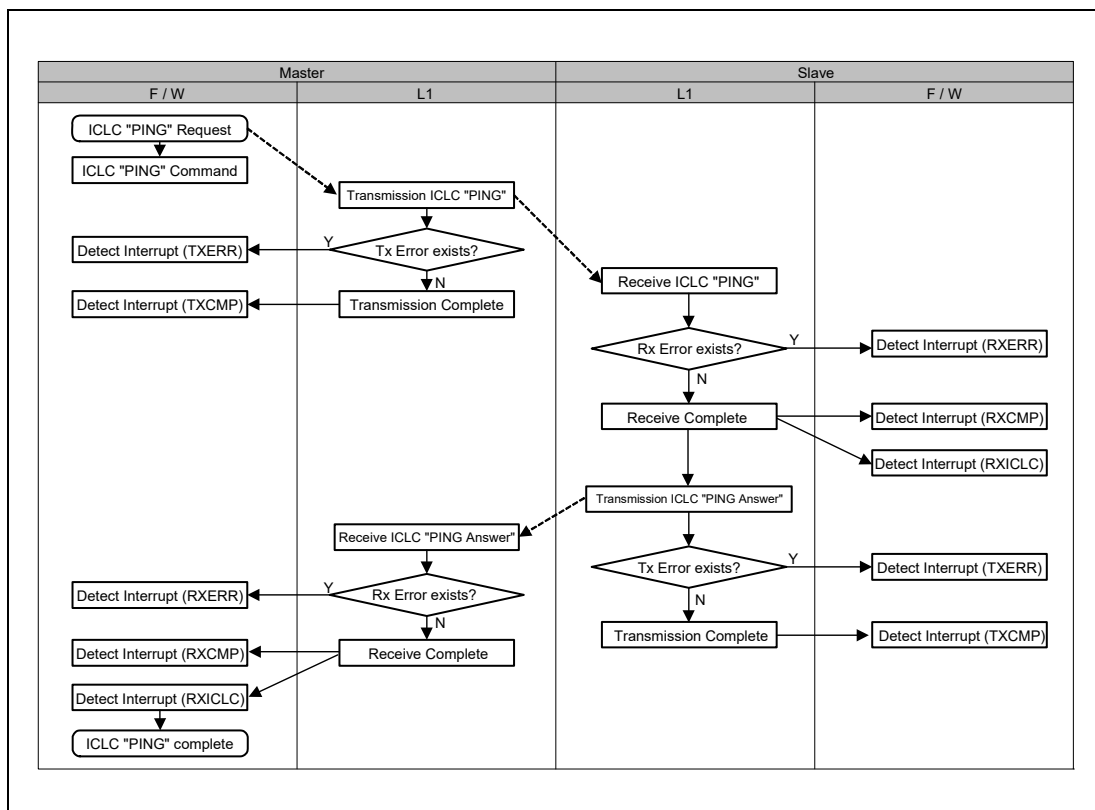 Master
Slave
F / W
L1
L1
F / W
ICLC "PING" Request
ICLC "PING" Command
Transmission ICLC "PING"
Tx Error exists?
Y
N
Detect Interrupt (TXERR)
Transmission Complete
Detect Interrupt (TXCMP)
Receive ICLC "PING"
Rx Error exists?
Y
N
Detect Interrupt (RXERR)
Receive Complete
Detect Interrupt (RXCMP)
Detect Interrupt (RXICLC)
Transmission ICLC "PING Answer"
Receive ICLC "PING Answer"
Tx Error exists?
Y
N
Detect Interrupt (TXERR)
Transmission Complete
Detect Interrupt (TXCMP)
Rx Error exists?
Y
N
Detect Interrupt (RXERR)
Receive Complete
Detect Interrupt (RXCMP)
Detect Interrupt (RXICLC)
ICLC "PING" complete